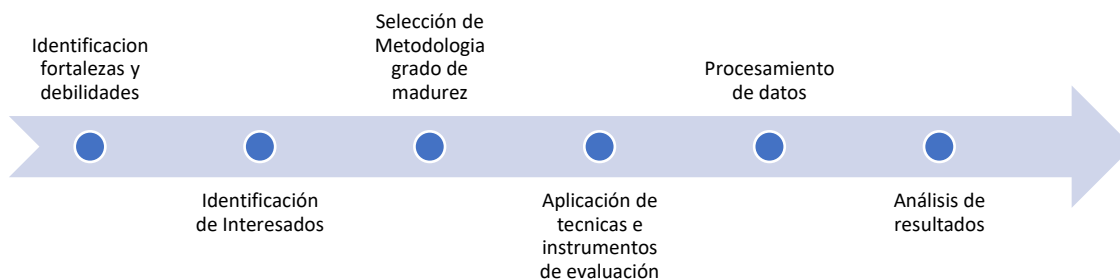 Identificacion
fortalezas y
debilidades
Identificación
de Interesados
Selección de
Metodologia
grado de
madurez
Aplicación de
tecnicas e
instrumentos
de evaluación
Procesamiento
de datos
Análisis de
resultados